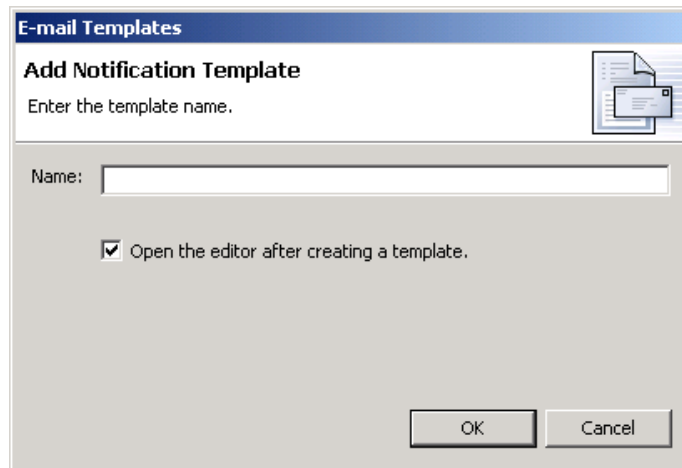 E-mail Templates
Add Notification Template
Enter the template name.
Name:
Open the editor after creating a template.
OK Cancel